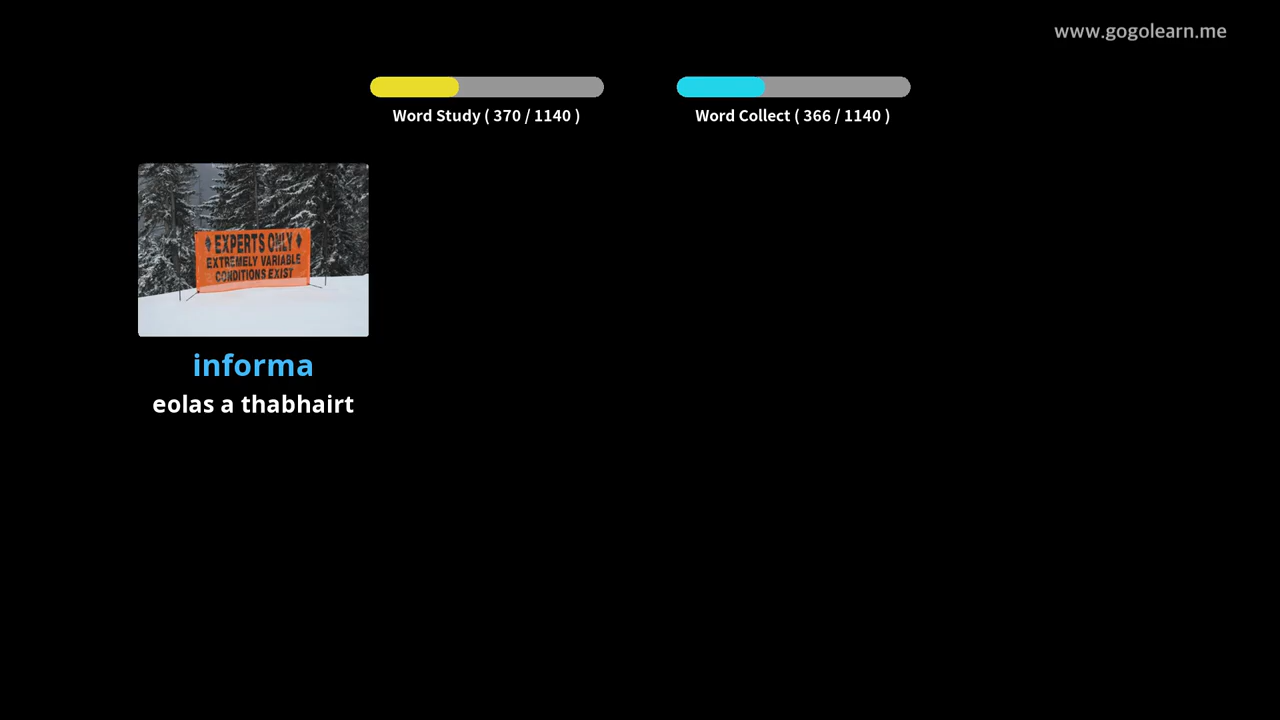 www.gogolearn.me
Word Study ( 370 / 1140 )
Word Collect ( 366 / 1140 )
EXPERTS ONLY
EXTREMELY VARIABLE
CONDITIONS EXIST
informa
eolas a thabhairt